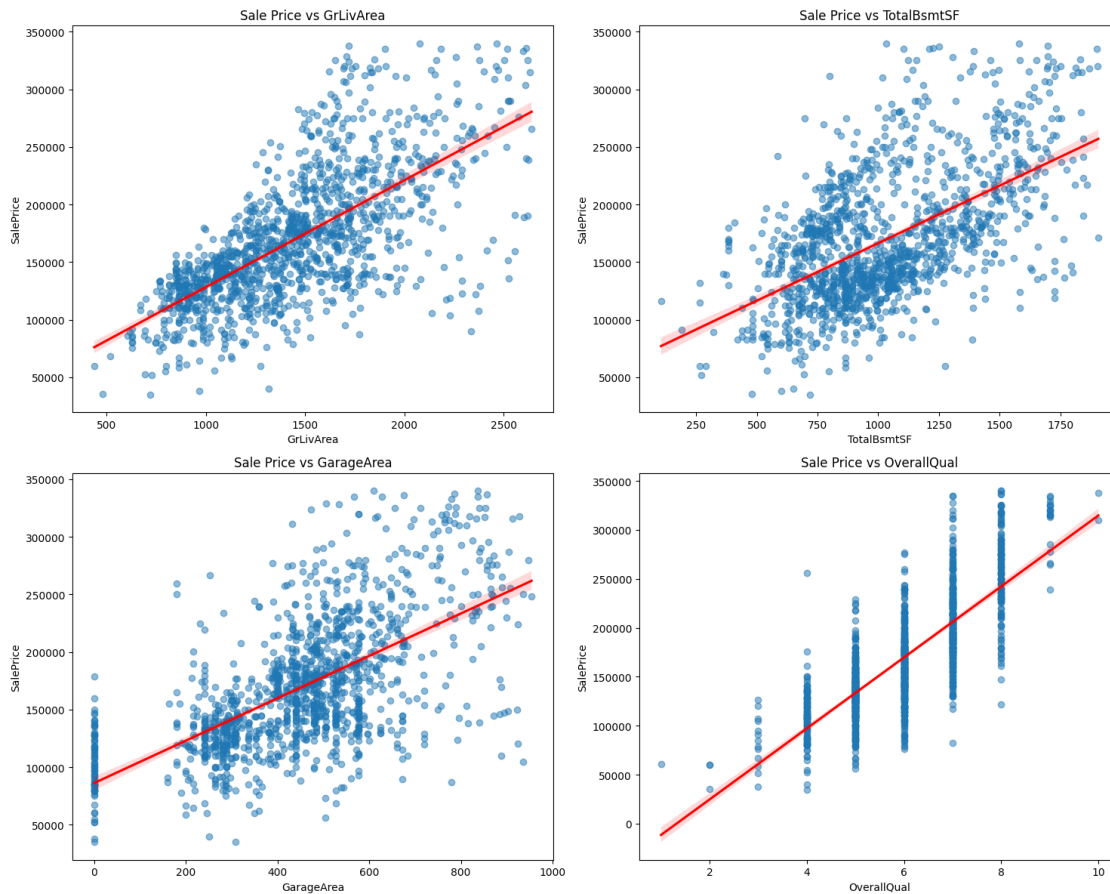 Sale Price vs GrLivArea
350000
300000
250000
200000
150000
100000
50000
SalePrice
500 1000 1500 2000 2500
GrLivArea
Sale Price vs TotalBsmtSF
350000
300000
250000
200000
150000
100000
50000
SalePrice
250 500 750 1000 1250 1500 1750
TotalBsmtSF
Sale Price vs GarageArea
350000
300000
250000
200000
150000
100000
50000
SalePrice
0 200 400 600 800 1000
GarageArea
Sale Price vs OverallQual
350000
300000
250000
200000
150000
100000
50000
0
SalePrice
2 4 6 8 10
OverallQual